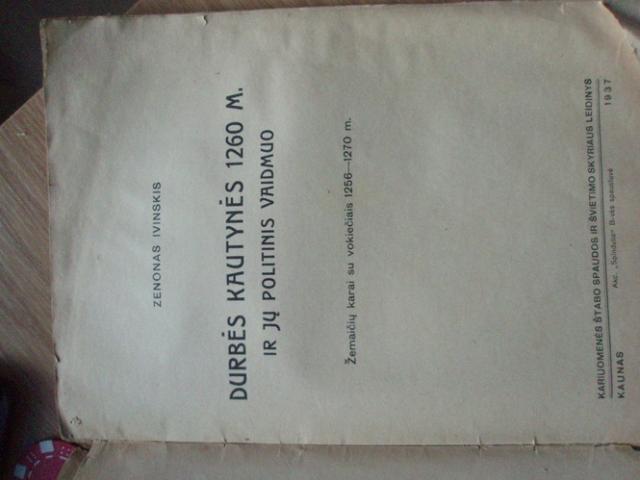 ZENONAS IVINSKIS
DURBĖS KAUTYNĖS 1260 M.
IR JŲ POLITINIS VAIDMUO
Žemaičių karai su vokiečiais 1256—1270 m.
KARIUOMENĖS ŠTABO SPAUDOS IR ŠVIETIMO SKYRIAUS LEIDINYS
KAUNAS Akc. „Spindulio" B-vės spaustuvė 1937